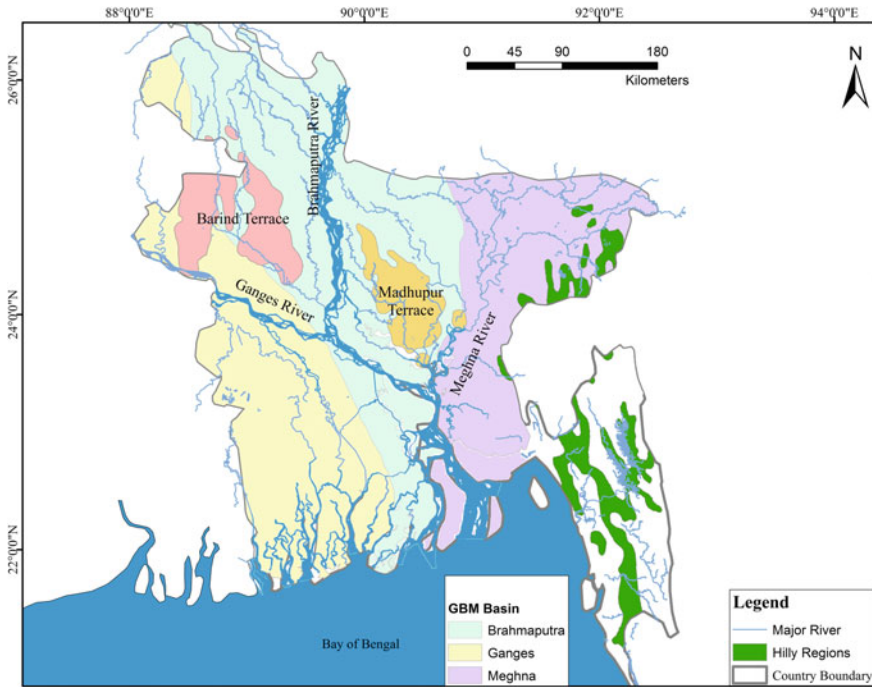 88°0'0"E
90°0'0"E
92°0'0"E
94°0'0"E
26°0'0"N
24°0'0"N
22°0'0"N
0 45 90 180
Kilometers
N
Brahmaputra River
Barind Terrace
Ganges River
Madhupur
Terrace
Meghna River
Bay of Bengal
GBM Basin
Brahmaputra
Ganges
Meghna
Legend
Major River
Hilly Regions
Country Boundary